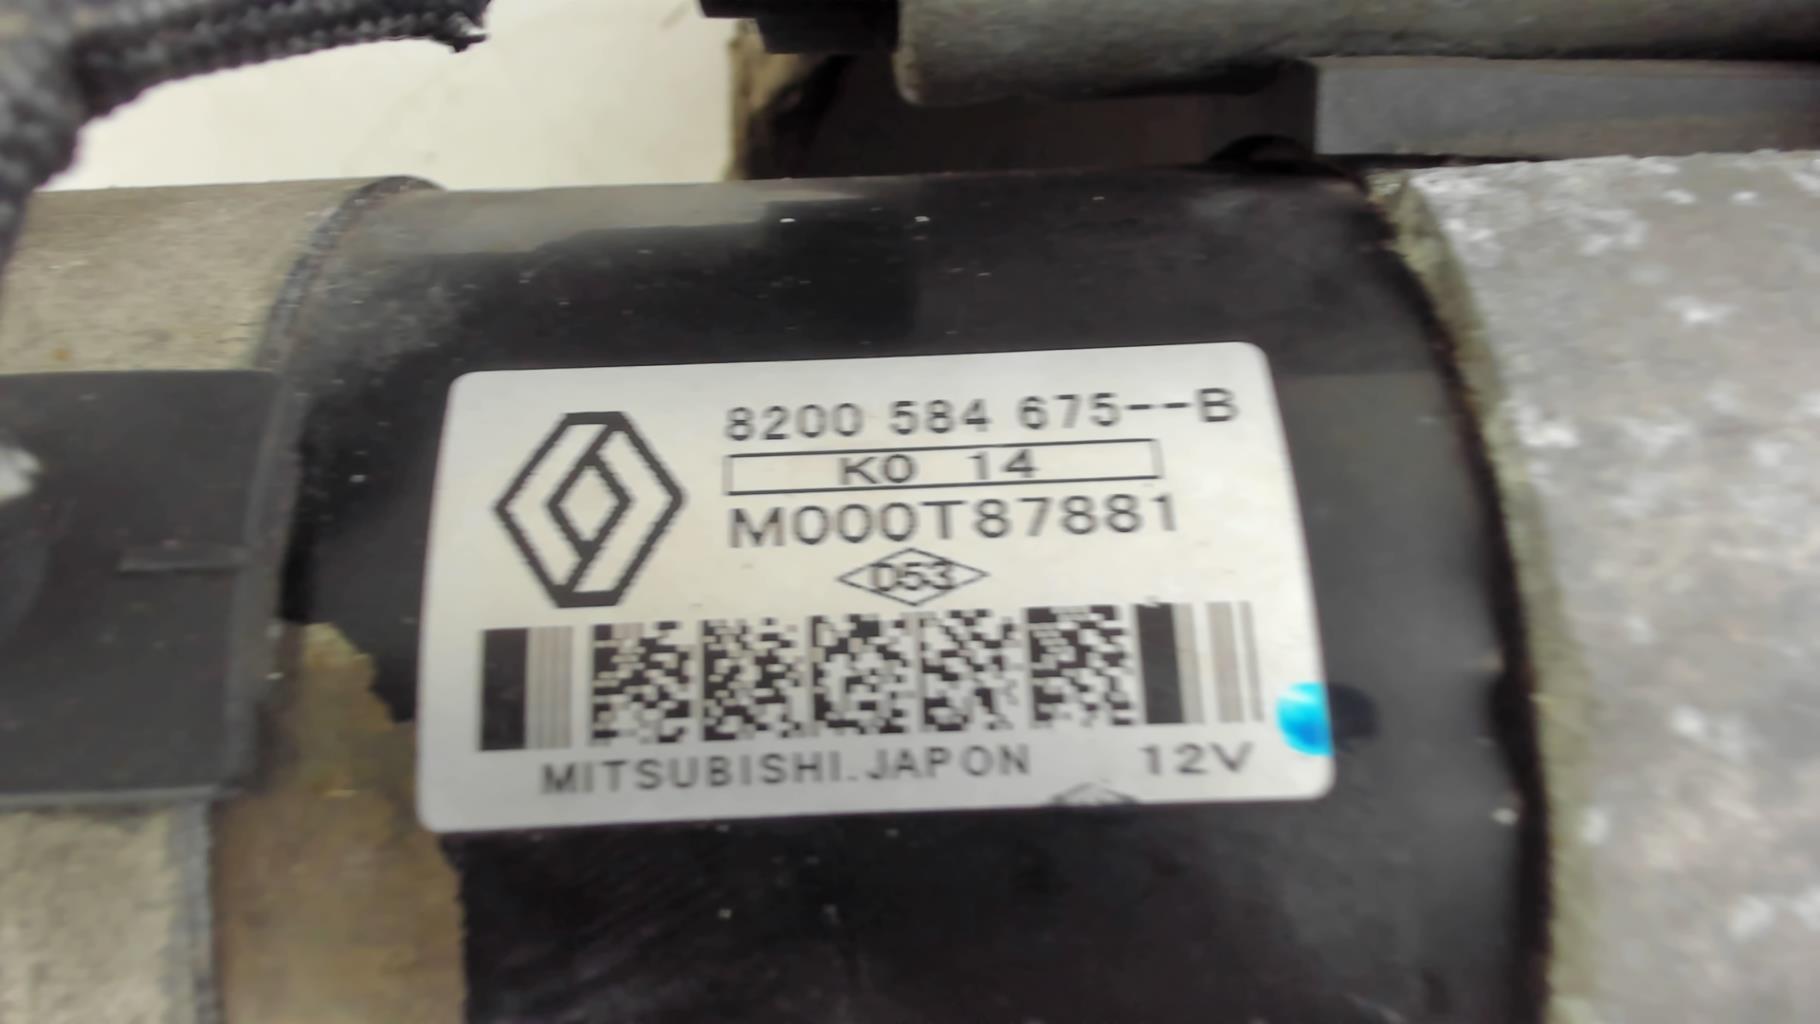 8200 584 675--B
K0 14
M000T87881
D53
MITSUBISHI.JAPON 12V